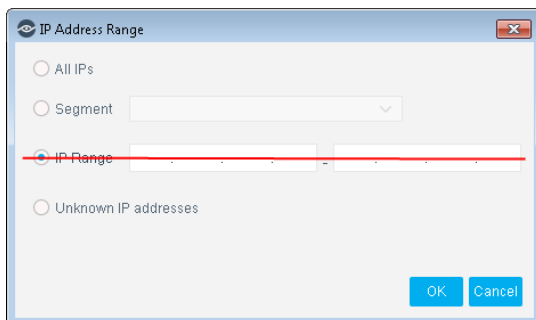 IP Address Range
All IPs
Segment
IP Range . . . - . . .
Unknown IP addresses
OK Cancel